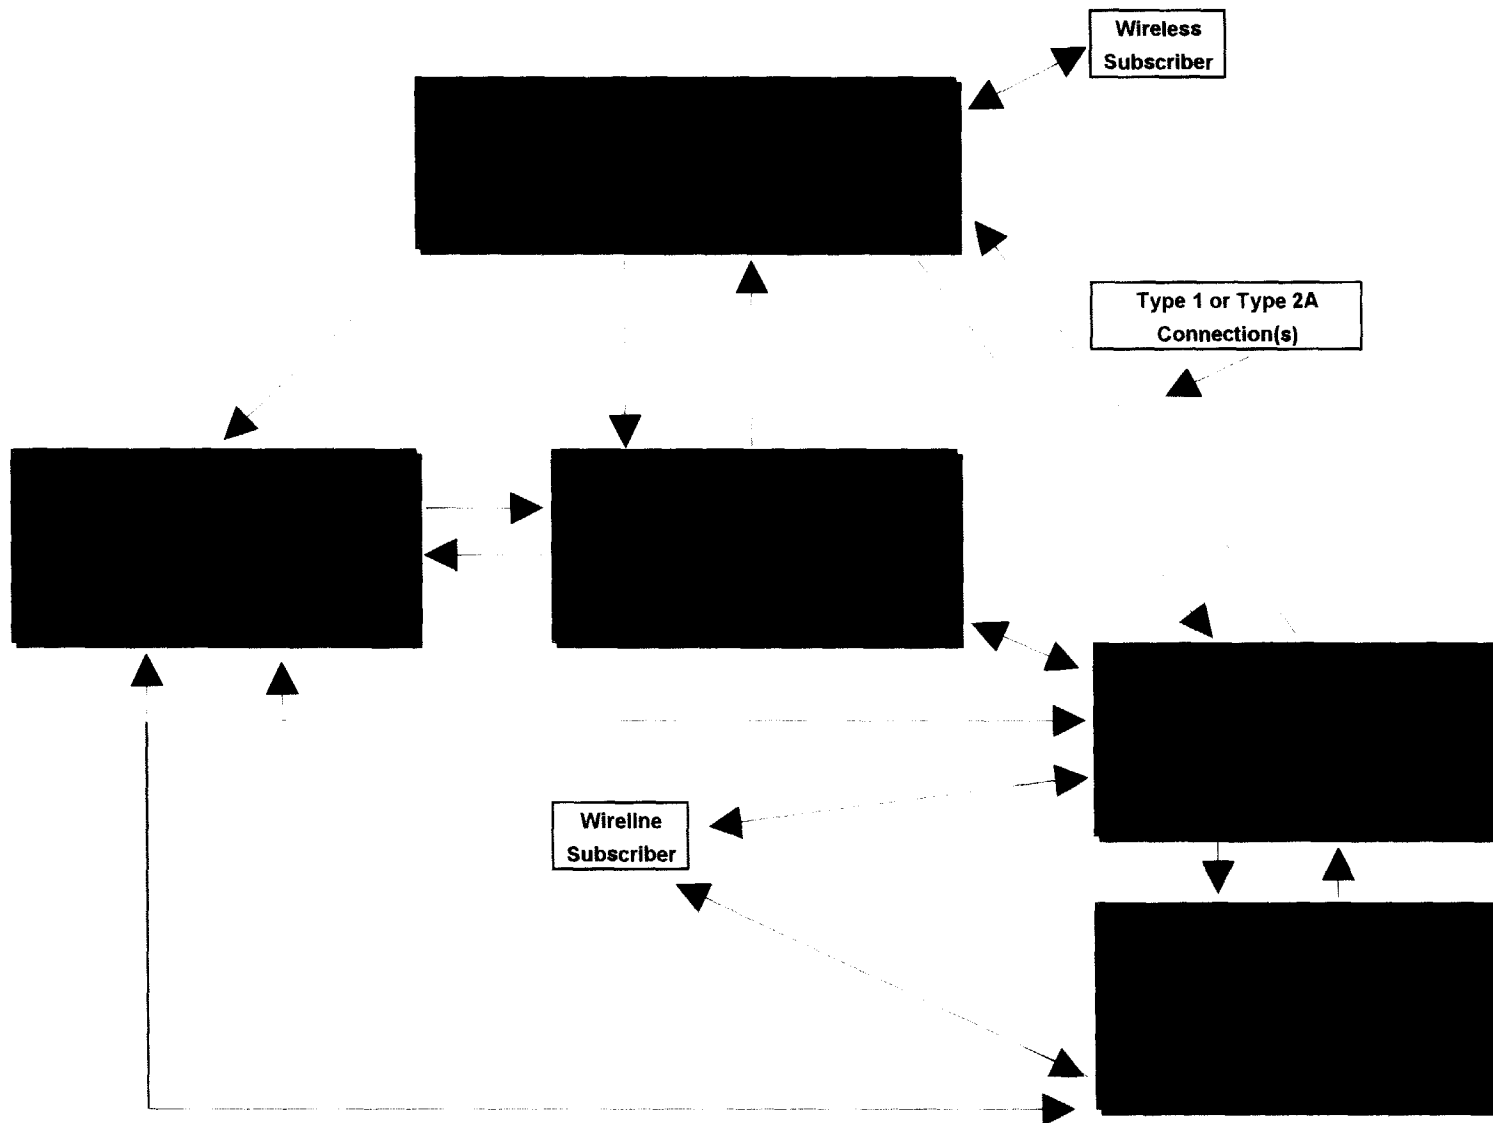 Wireless
Subscriber
Type 1 or Type 2A
Connection(s)
Wireline
Subscriber